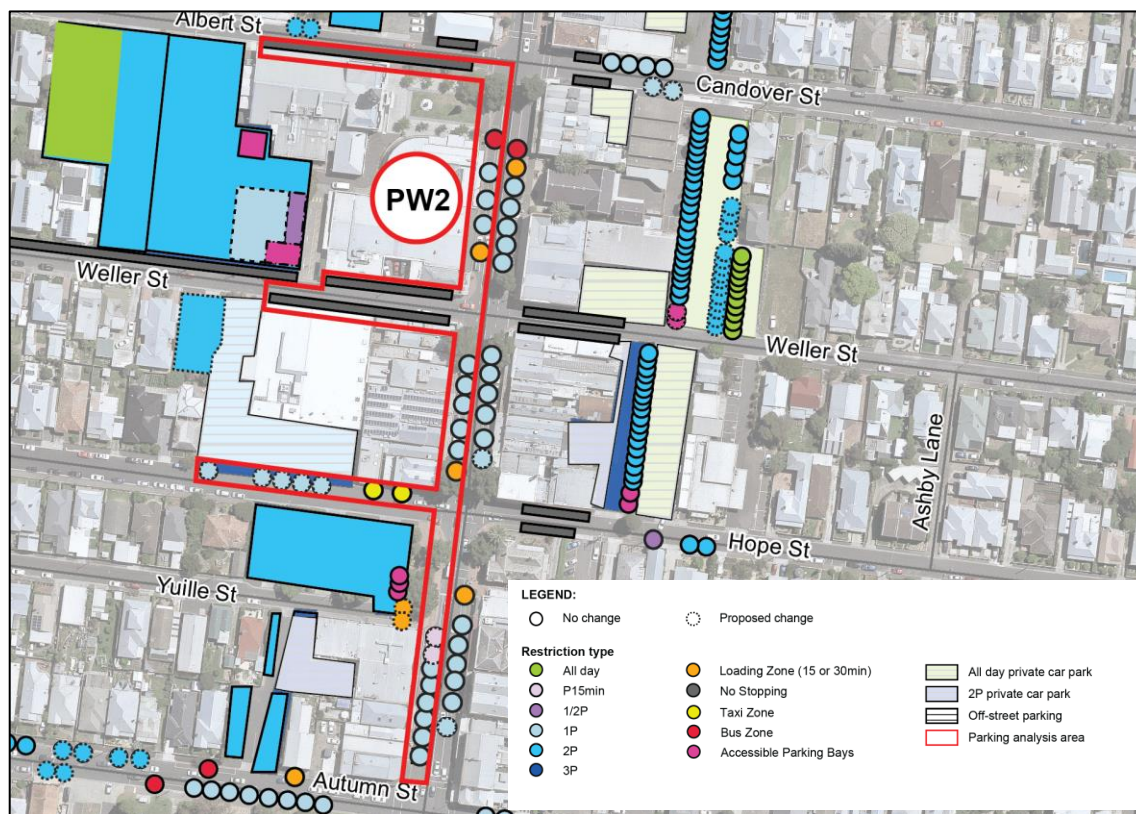 Albert St
Candover St
PW2
Weller St
Weller St
Ashby Lane
Hope St
Yuille St
Autumn St
LEGEND:
No change
Proposed change
Restriction type
All day
P15min
1/2P
1P
2P
3P
Loading Zone (15 or 30min)
No Stopping
Taxi Zone
Bus Zone
Accessible Parking Bays
All day private car park
2P private car park
Off-street parking
Parking analysis area